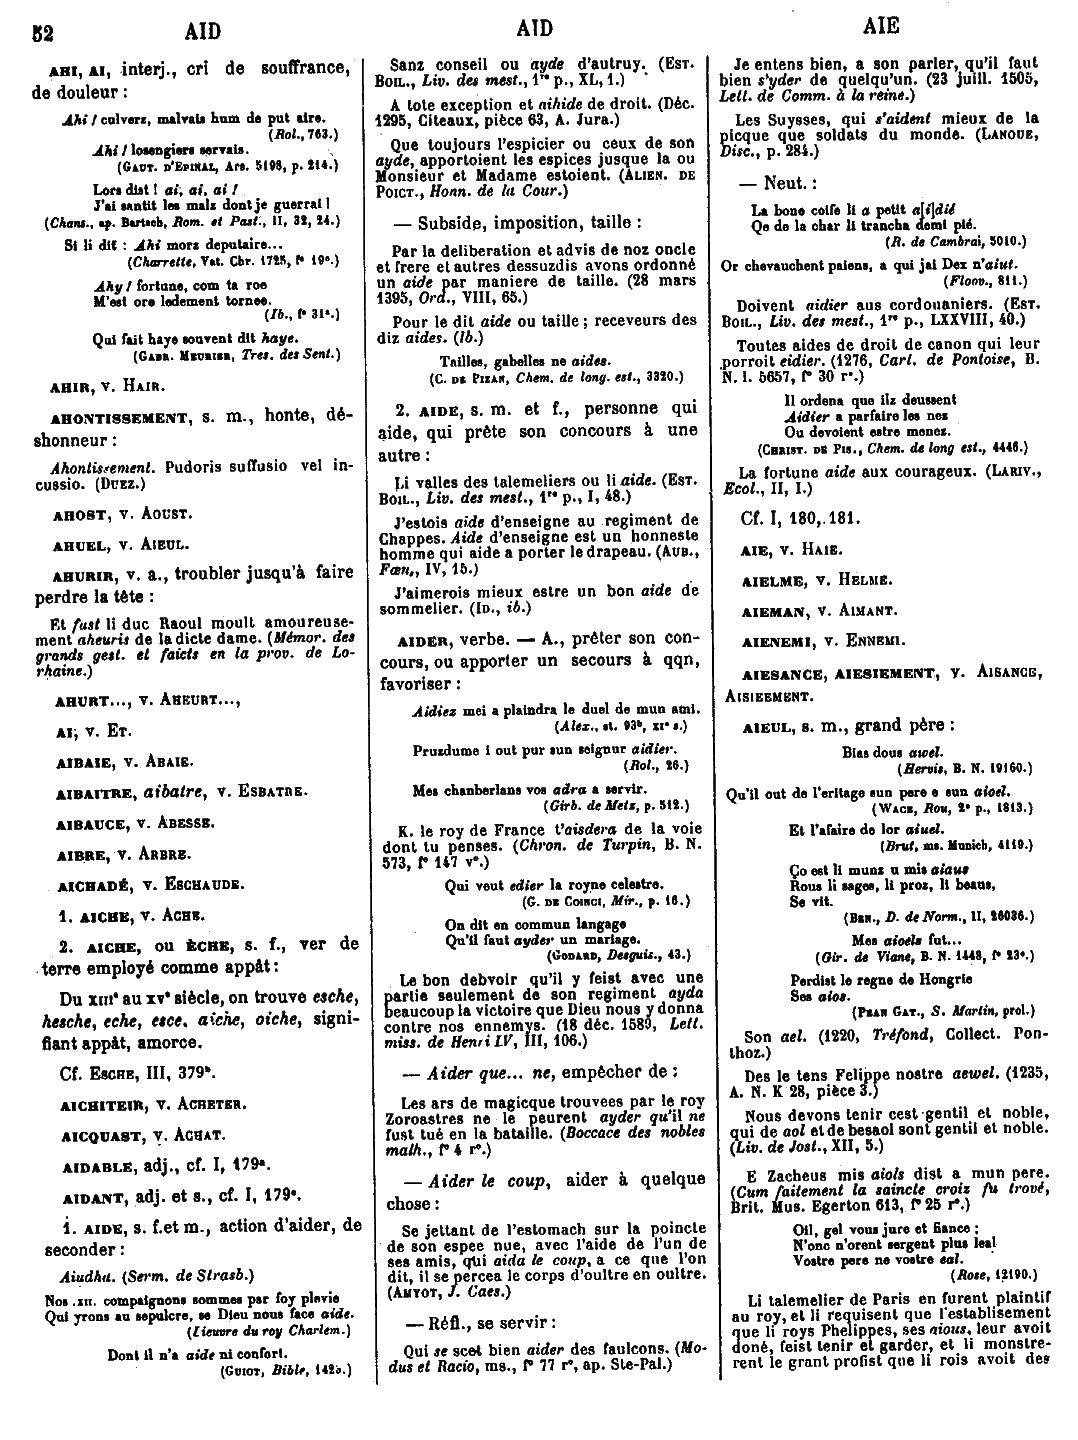 52
AID
AID
AIE
AHI, AI, interj., cri de souffrance,
de douleur :
Ahi ! culverz, malvais hum de put aire.
(Rol., 763.)
Ahi ! losengiers servais.
(GAUT. D'EPINAL, Ars. 5198, p. 214.)
Lors dist ! ai, ai, ai !
J'ai santit les malz dont je guerrai !
(Chans., ap. Bartsch, Rom. et Past., II, 32, 24.)
Si li dit : Ahi morz deputaire...
(Charrette, Vat. Chr. 1725, f° 19ᵃ.)
Ahy ! fortune, com ta roe
M'est ore ledement tornee.
(Ib., f° 31ᵃ.)
Qui fait haye souvent dit haye.
(GABR. MEURIER, Tres. des Sent.)
AHIR, v. HAIR.
AHONTISSEMENT, s. m., honte, dé-
shonneur :
Ahontissement. Pudoris suffusio vel in-
cussio. (DUEZ.)
AHOST, v. AOUST.
AHUEL, v. AIEUL.
AHURIR, v. a., troubler jusqu'à faire
perdre la tête :
Et fust li duc Raoul moult amoureuse-
ment aheuris de la dicte dame. (Mémor. des
grands gest. et faicts en la prov. de Lo-
rhaine.)
AHURT..., v. AHEURT...,
AI, v. ET.
AIBAIE, v. ABAIE.
AIBAITRE, aibatre, v. ESBATRE.
AIBAUCE, v. ABESSE.
AIBRE, v. ARBRE.
AICHADÉ, v. ESCHAUDE.
1. AICHE, v. ACHE.
2. AICHE, ou ÈCHE, s. f., ver de
terre employé comme appât :
Du XIIIᵉ au XVᵉ siècle, on trouve esche,
hesche, eche, esce, aiche, oiche, signi-
fiant appât, amorce.
Cf. ESCHE, III, 379ᵇ.
AICHITEIR, v. ACHETER.
AICQUAST, v. ACHAT.
AIDABLE, adj., cf. I, 179ᵃ.
AIDANT, adj. et s., cf. I, 179ᵃ.
1. AIDE, s. f. et m., action d'aider, de
seconder :
Aiudha. (Serm. de Strasb.)
Nos .XII. compaignons sommes par foy plevie
Qui yrons au sepulcre, se Dieu nous face aide.
(Lieuvre du roy Charlem.)
Dont il n'a aide ni confort.
(GUIOT, Bible, 1425.)
Sanz conseil ou ayde d'autruy. (EST.
BOIL., Liv. des mest., 1ʳᵉ p., XL, 1.)
A tote exception et aihide de droit. (Déc.
1295, Citeaux, pièce 63, A. Jura.)
Que toujours l'espicier ou ceux de son
ayde, apportoient les espices jusque la ou
Monsieur et Madame estoient. (ALIEN. DE
POICT., Honn. de la Cour.)
— Subside, imposition, taille :
Par la deliberation et advis de noz oncle
et frere et autres dessuzdis avons ordonné
un aide par maniere de taille. (28 mars
1395, Ord., VIII, 65.)
Pour le dit aide ou taille ; receveurs des
diz aides. (Ib.)
Tailles, gabelles ne aides.
(C. DE PIZAN, Chem. de long. est., 3320.)
2. AIDE, s. m. et f., personne qui
aide, qui prête son concours à une
autre :
Li valles des talemeliers ou li aide. (EST.
BOIL., Liv. des mest., 1ʳᵉ p., I, 48.)
J'estois aide d'enseigne au regiment de
Chappes. Aide d'enseigne est un honneste
homme qui aide a porter le drapeau. (AUB.,
Fœn., IV, 15.)
J'aimerois mieux estre un bon aide de
sommelier. (ID., ib.)
AIDER, verbe. — A., prêter son con-
cours, ou apporter un secours à qqn,
favoriser :
Aidiez mei a plaindra le duel de mun ami.
(Alex., st. 93ᵇ, XIᵉ s.)
Pruzdume i out pur sun seignur aidier.
(Rol., 26.)
Mes chanberlans vos adra a servir.
(Girb. de Metz, p. 512.)
K. le roy de France t'aisdera de la voie
dont tu penses. (Chron. de Turpin, B. N.
573, f° 147 v°.)
Qui veut edier la royne celestre.
(G. DE COINCI, Mir., p. 16.)
On dit en commun langage
Qu'il faut ayder un mariage.
(GODARD, Desguis., 43.)
Le bon debvoir qu'il y feist avec une
partie seulement de son regiment ayda
beaucoup la victoire que Dieu nous y donna
contre nos ennemys. (18 déc. 1589, Lett.
miss. de Henri IV, III, 106.)
— Aider que... ne, empêcher de :
Les ars de magicque trouvees par le roy
Zoroastres ne le peurent ayder qu'il ne
fust tué en la bataille. (Boccace des nobles
malh., f° 4 r°.)
— Aider le coup, aider à quelque
chose :
Se jettant de l'estomach sur la poincte
de son espee nue, avec l'aide de l'un de
ses amis, qui aida le coup, a ce que l'on
dit, il se percea le corps d'oultre en oultre.
(AMYOT, J. Caes.)
— Réfl., se servir :
Qui se scet bien aider des faulcons. (Mo-
dus et Racio, ms., f° 77 r°, ap. Ste-Pal.)
Je entens bien, a son parler, qu'il faut
bien s'yder de quelqu'un. (23 juill. 1505,
Lett. de Comm. à la reine.)
Les Suysses, qui s'aident mieux de la
picque que soldats du monde. (LANOUE,
Disc., p. 284.)
— Neut. :
La bone coife li a petit a[i]dié
Qe de la char li trancha demi pié.
(R. de Cambrai, 5010.)
Or chevauchent paiens, a qui jai Dex n'aiut.
(Floov., 811.)
Doivent aidier aus cordouaniers. (EST.
BOIL., Liv. des mest., 1ʳᵉ p., LXXVIII, 40.)
Toutes aides de droit de canon qui leur
porroit eidier. (1276, Cart. de Pontoise, B.
N. l. 5657, f° 30 r°.)
Il ordena que ilz deussent
Aidier a parfaire les nez
Ou devoient estre menez.
(CHRIST. DE PIS., Chem. de long est., 4446.)
La fortune aide aux courageux. (LARIV.,
Ecol., II, I.)
Cf. I, 180, 181.
AIE, v. HAIE.
AIELME, v. HELME.
AIEMAN, v. AIMANT.
AIENEMI, v. ENNEMI.
AIESANCE, AIESIEMENT, v. AISANCE,
AISIEEMENT.
AIEUL, s. m., grand père :
Bias dous awel.
(Hervis, B. N. 19160.)
Qu'il out de l'eritage sun pere e sun aioel.
(WACE, Rou, 2ᵉ p., 1813.)
Et l'afaire de lor aiuel.
(Brut, ms. Munich, 4119.)
Ço est li munz u mis aiaus
Rous li sages, li proz, li beaus,
Se vit.
(BEN., D. de Norm., II, 26036.)
Mes aioels fut...
(Gir. de Viane, B. N. 1448, f° 23ᵃ.)
Perdist le regne de Hongrie
Ses aios.
(PEAN GAT., S. Martin, prol.)
Son ael. (1220, Tréfond, Collect. Pon-
thoz.)
Des le tens Felippe nostre aewel. (1235,
A. N. K 28, pièce 3.)
Nous devons tenir cest gentil et noble,
qui de aol et de besaol sont gentil et noble.
(Liv. de Jost., XII, 5.)
E Zacheus mis aiols dist a mun pere.
(Cum faitement la saincte croiz fu trové,
Brit. Mus. Egerton 613, f° 25 r°.)
Oil, gel vous jure et fiance ;
N'onc n'orent sergent plus leal
Vostre pere ne vostre eal.
(Rose, 12190.)
Li talemelier de Paris en furent plaintif
au roy, et li requisent que l'establisement
que li roys Phelippes, ses aious, leur avoit
doné, feist tenir et garder, et li monstre-
rent le grant profist que li rois avoit des